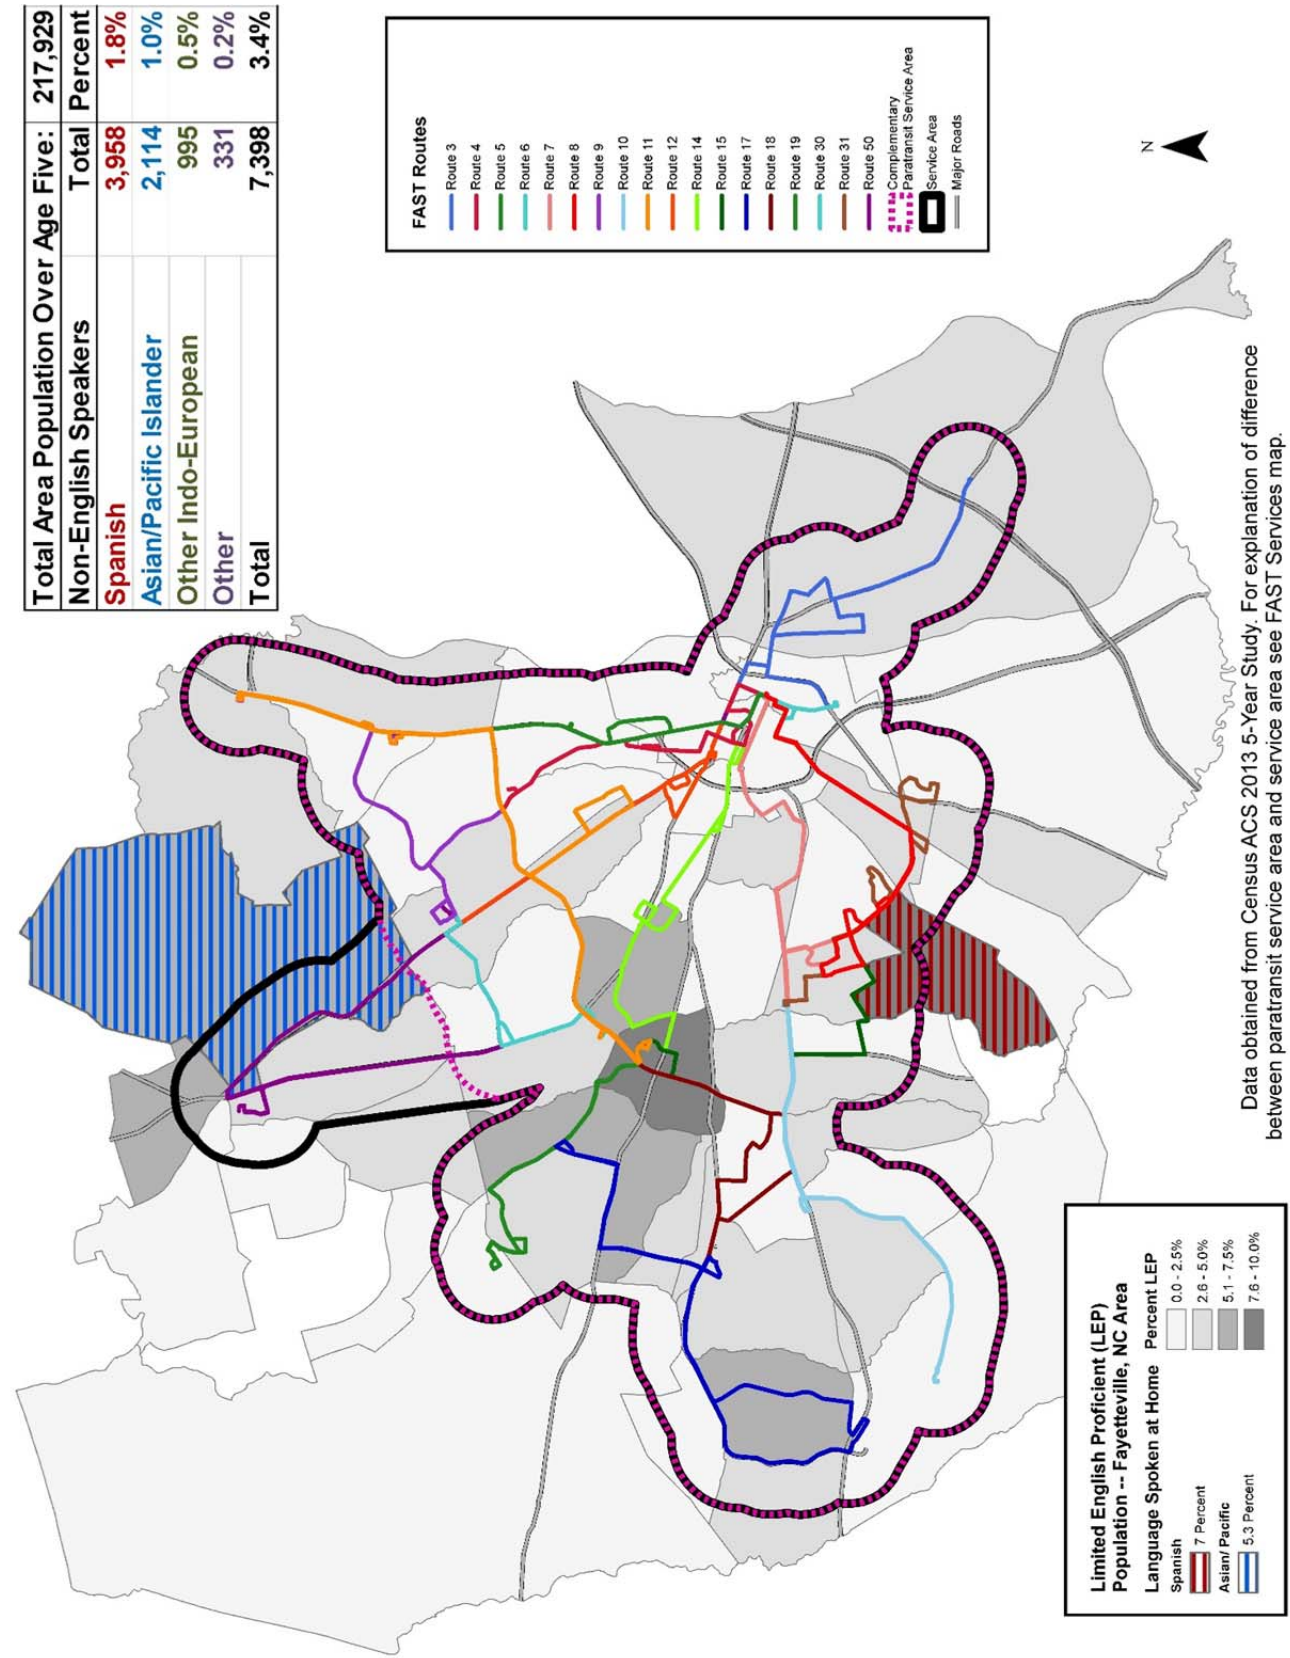 Total Area Population Over Age Five: 217,929
Non-English Speakers Total Percent
Spanish 3,958 1.8%
Asian/Pacific Islander 2,114 1.0%
Other Indo-European 995 0.5%
Other 331 0.2%
Total 7,398 3.4%
FAST Routes
Route 3
Route 4
Route 5
Route 6
Route 7
Route 8
Route 9
Route 10
Route 11
Route 12
Route 14
Route 15
Route 17
Route 18
Route 19
Route 30
Route 31
Route 50
Complementary
Paratransit Service Area
Service Area
Major Roads
N
Limited English Proficient (LEP)
Population -- Fayetteville, NC Area
Language Spoken at Home
Spanish
7 Percent
Asian/ Pacific
5.3 Percent
Percent LEP
0.0 - 2.5%
2.6 - 5.0%
5.1 - 7.5%
7.6 - 10.0%
Data obtained from Census ACS 2013 5-Year Study. For explanation of difference
between paratransit service area and service area see FAST Services map.